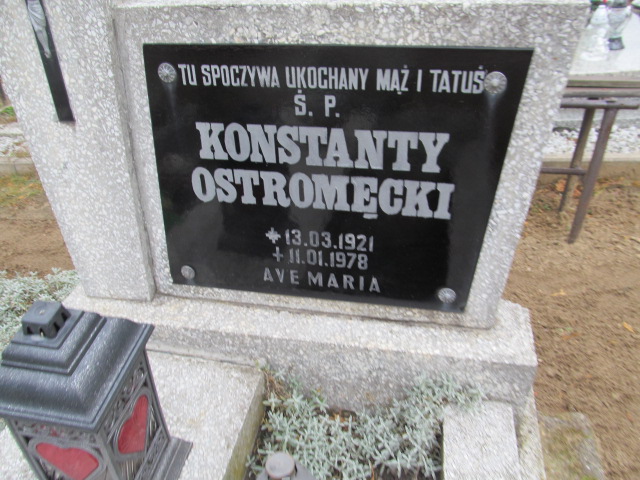 TU SPOCZYWA UKOCHANY MĄŻ I TATUŚ
Ś. P.
KONSTANTY
OSTROMĘCKI
13.03.1921
+ 11.01.1978
AVE MARIA